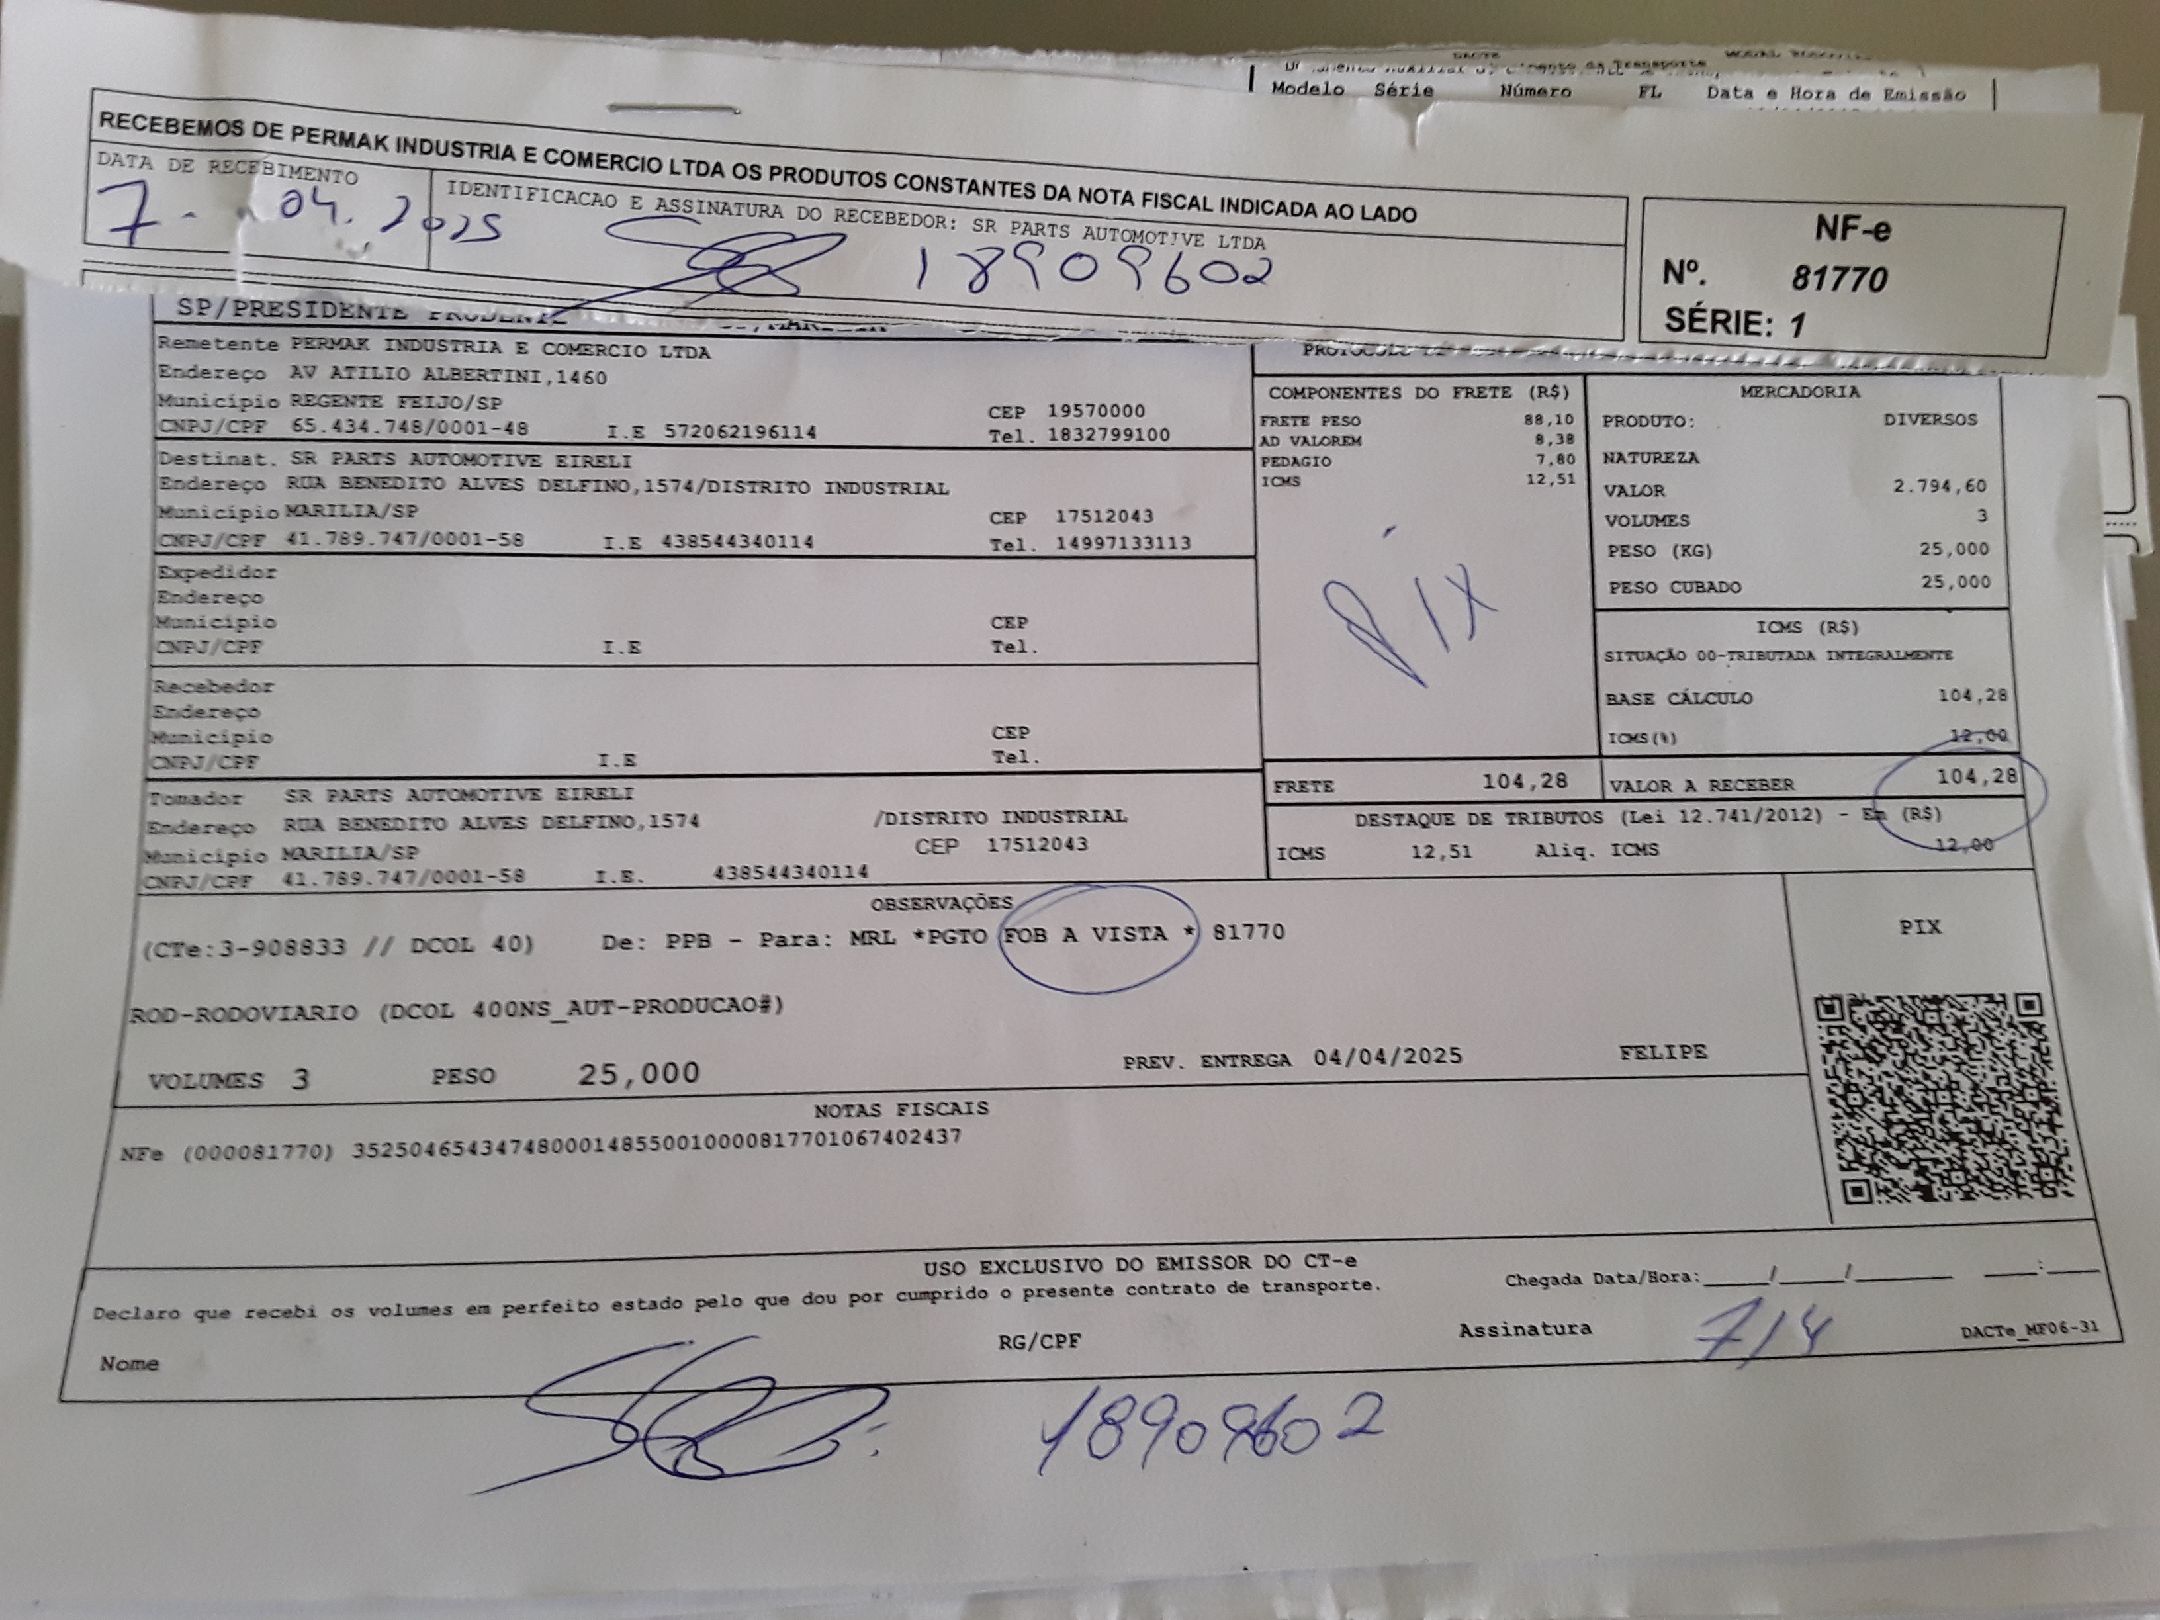 DACTE
Modelo Série Número FL Data e Hora de Emissão
RECEBEMOS DE PERMAK INDUSTRIA E COMERCIO LTDA OS PRODUTOS CONSTANTES DA NOTA FISCAL INDICADA AO LADO
DATA DE RECEBIMENTO
7. 04. 2025
IDENTIFICACAO E ASSINATURA DO RECEBEDOR: SR PARTS AUTOMOTIVE LTDA
18909602
NF-e
Nº. 81770
SÉRIE: 1
SP/PRESIDENTE PRUDENTE
Remetente PERMAK INDUSTRIA E COMERCIO LTDA
Endereço AV ATILIO ALBERTINI,1460
Município REGENTE FEIJO/SP CEP 19570000
CNPJ/CPF 65.434.748/0001-48 I.E 572062196114 Tel. 1832799100
Destinat. SR PARTS AUTOMOTIVE EIRELI
Endereço RUA BENEDITO ALVES DELFINO,1574/DISTRITO INDUSTRIAL
Município MARILIA/SP CEP 17512043
CNPJ/CPF 41.789.747/0001-58 I.E 438544340114 Tel. 14997133113
Expedidor
Endereço
Município CEP
CNPJ/CPF I.E Tel.
Recebedor
Endereço
Município CEP
CNPJ/CPF I.E Tel.
Tomador SR PARTS AUTOMOTIVE EIRELI
Endereço RUA BENEDITO ALVES DELFINO,1574 /DISTRITO INDUSTRIAL
Município MARILIA/SP CEP 17512043
CNPJ/CPF 41.789.747/0001-58 I.E. 438544340114
COMPONENTES DO FRETE (R$)
FRETE PESO 88,10
AD VALOREM 8,38
PEDAGIO 7,80
ICMS 12,51
PIX
FRETE 104,28
MERCADORIA
PRODUTO: DIVERSOS
NATUREZA
VALOR 2.794,60
VOLUMES 3
PESO (KG) 25,000
PESO CUBADO 25,000
ICMS (R$)
SITUAÇÃO 00-TRIBUTADA INTEGRALMENTE
BASE CÁLCULO 104,28
ICMS(%) 12,00
VALOR A RECEBER 104,28
DESTAQUE DE TRIBUTOS (Lei 12.741/2012) - Em (R$)
ICMS 12,51 Aliq. ICMS 12,00
OBSERVAÇÕES
(CTe:3-908833 // DCOL 40) De: PPB - Para: MRL *PGTO FOB A VISTA * 81770
ROD-RODOVIARIO (DCOL 400NS_AUT-PRODUCAO#)
VOLUMES 3 PESO 25,000 PREV. ENTREGA 04/04/2025 FELIPE
PIX
NOTAS FISCAIS
NFe (000081770) 35250465434748000148550010000817701067402437
USO EXCLUSIVO DO EMISSOR DO CT-e
Declaro que recebi os volumes em perfeito estado pelo que dou por cumprido o presente contrato de transporte.
Chegada Data/Hora:_____/_____/_______ ____:____
Nome RG/CPF Assinatura 7/4 DACTe_MF06-31
18909602